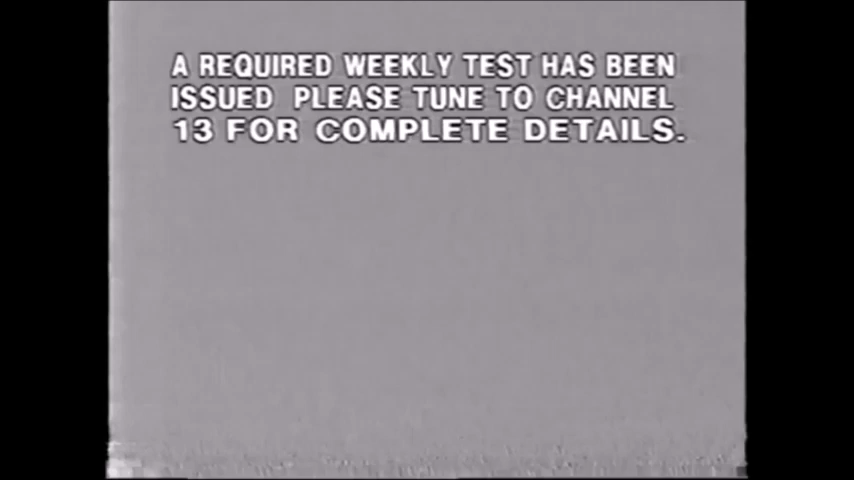 A REQUIRED WEEKLY TEST HAS BEEN
ISSUED PLEASE TUNE TO CHANNEL
13 FOR COMPLETE DETAILS.